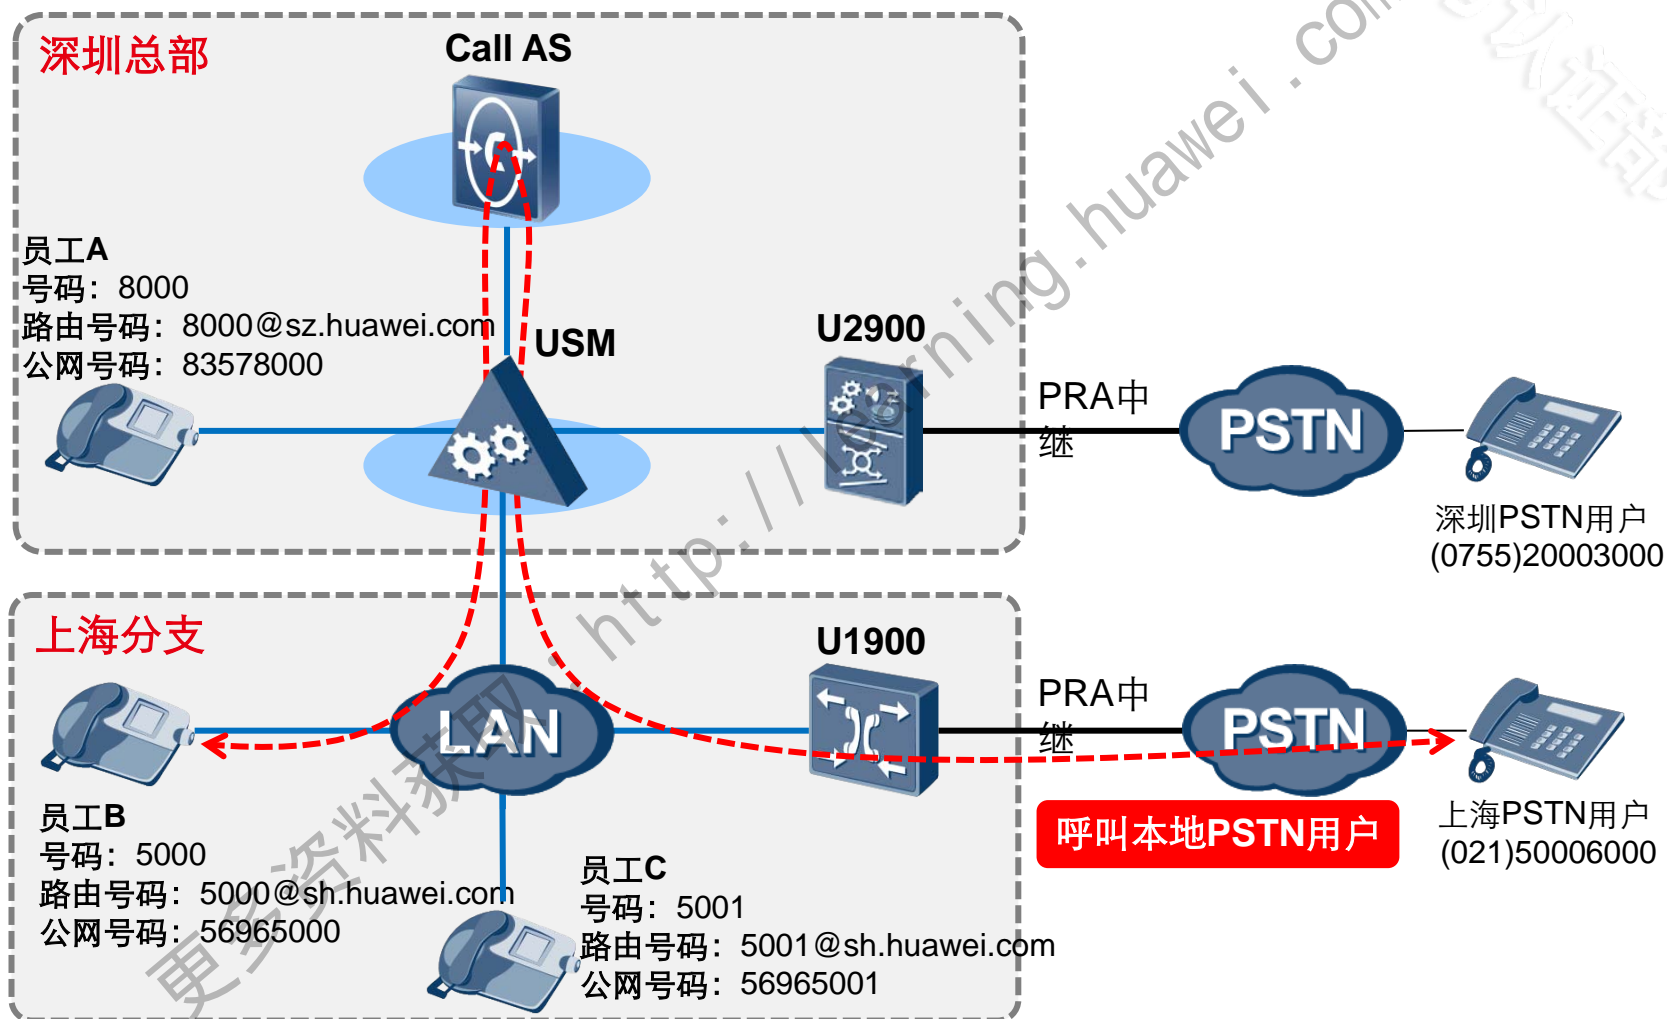 深圳总部
Call AS
员工A
号码：8000
路由号码：8000@sz.huawei.com
公网号码：83578000
USM
U2900
PRA中
继
PSTN
深圳PSTN用户
(0755)20003000
上海分支
U1900
LAN
PRA中
继
PSTN
呼叫本地PSTN用户
上海PSTN用户
(021)50006000
员工B
号码：5000
路由号码：5000@sh.huawei.com
公网号码：56965000
员工C
号码：5001
路由号码：5001@sh.huawei.com
公网号码：56965001
更多资料获取：http://learning.huawei.com